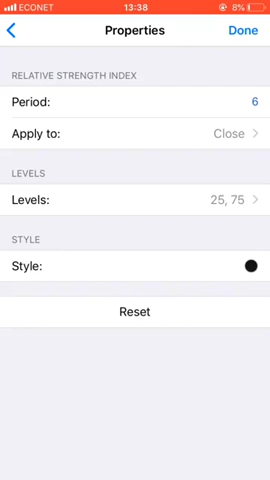 ECONET 13:38 8%
Properties Done
RELATIVE STRENGTH INDEX
Period: 6
Apply to: Close
LEVELS
Levels: 25, 75
STYLE
Style:
Reset